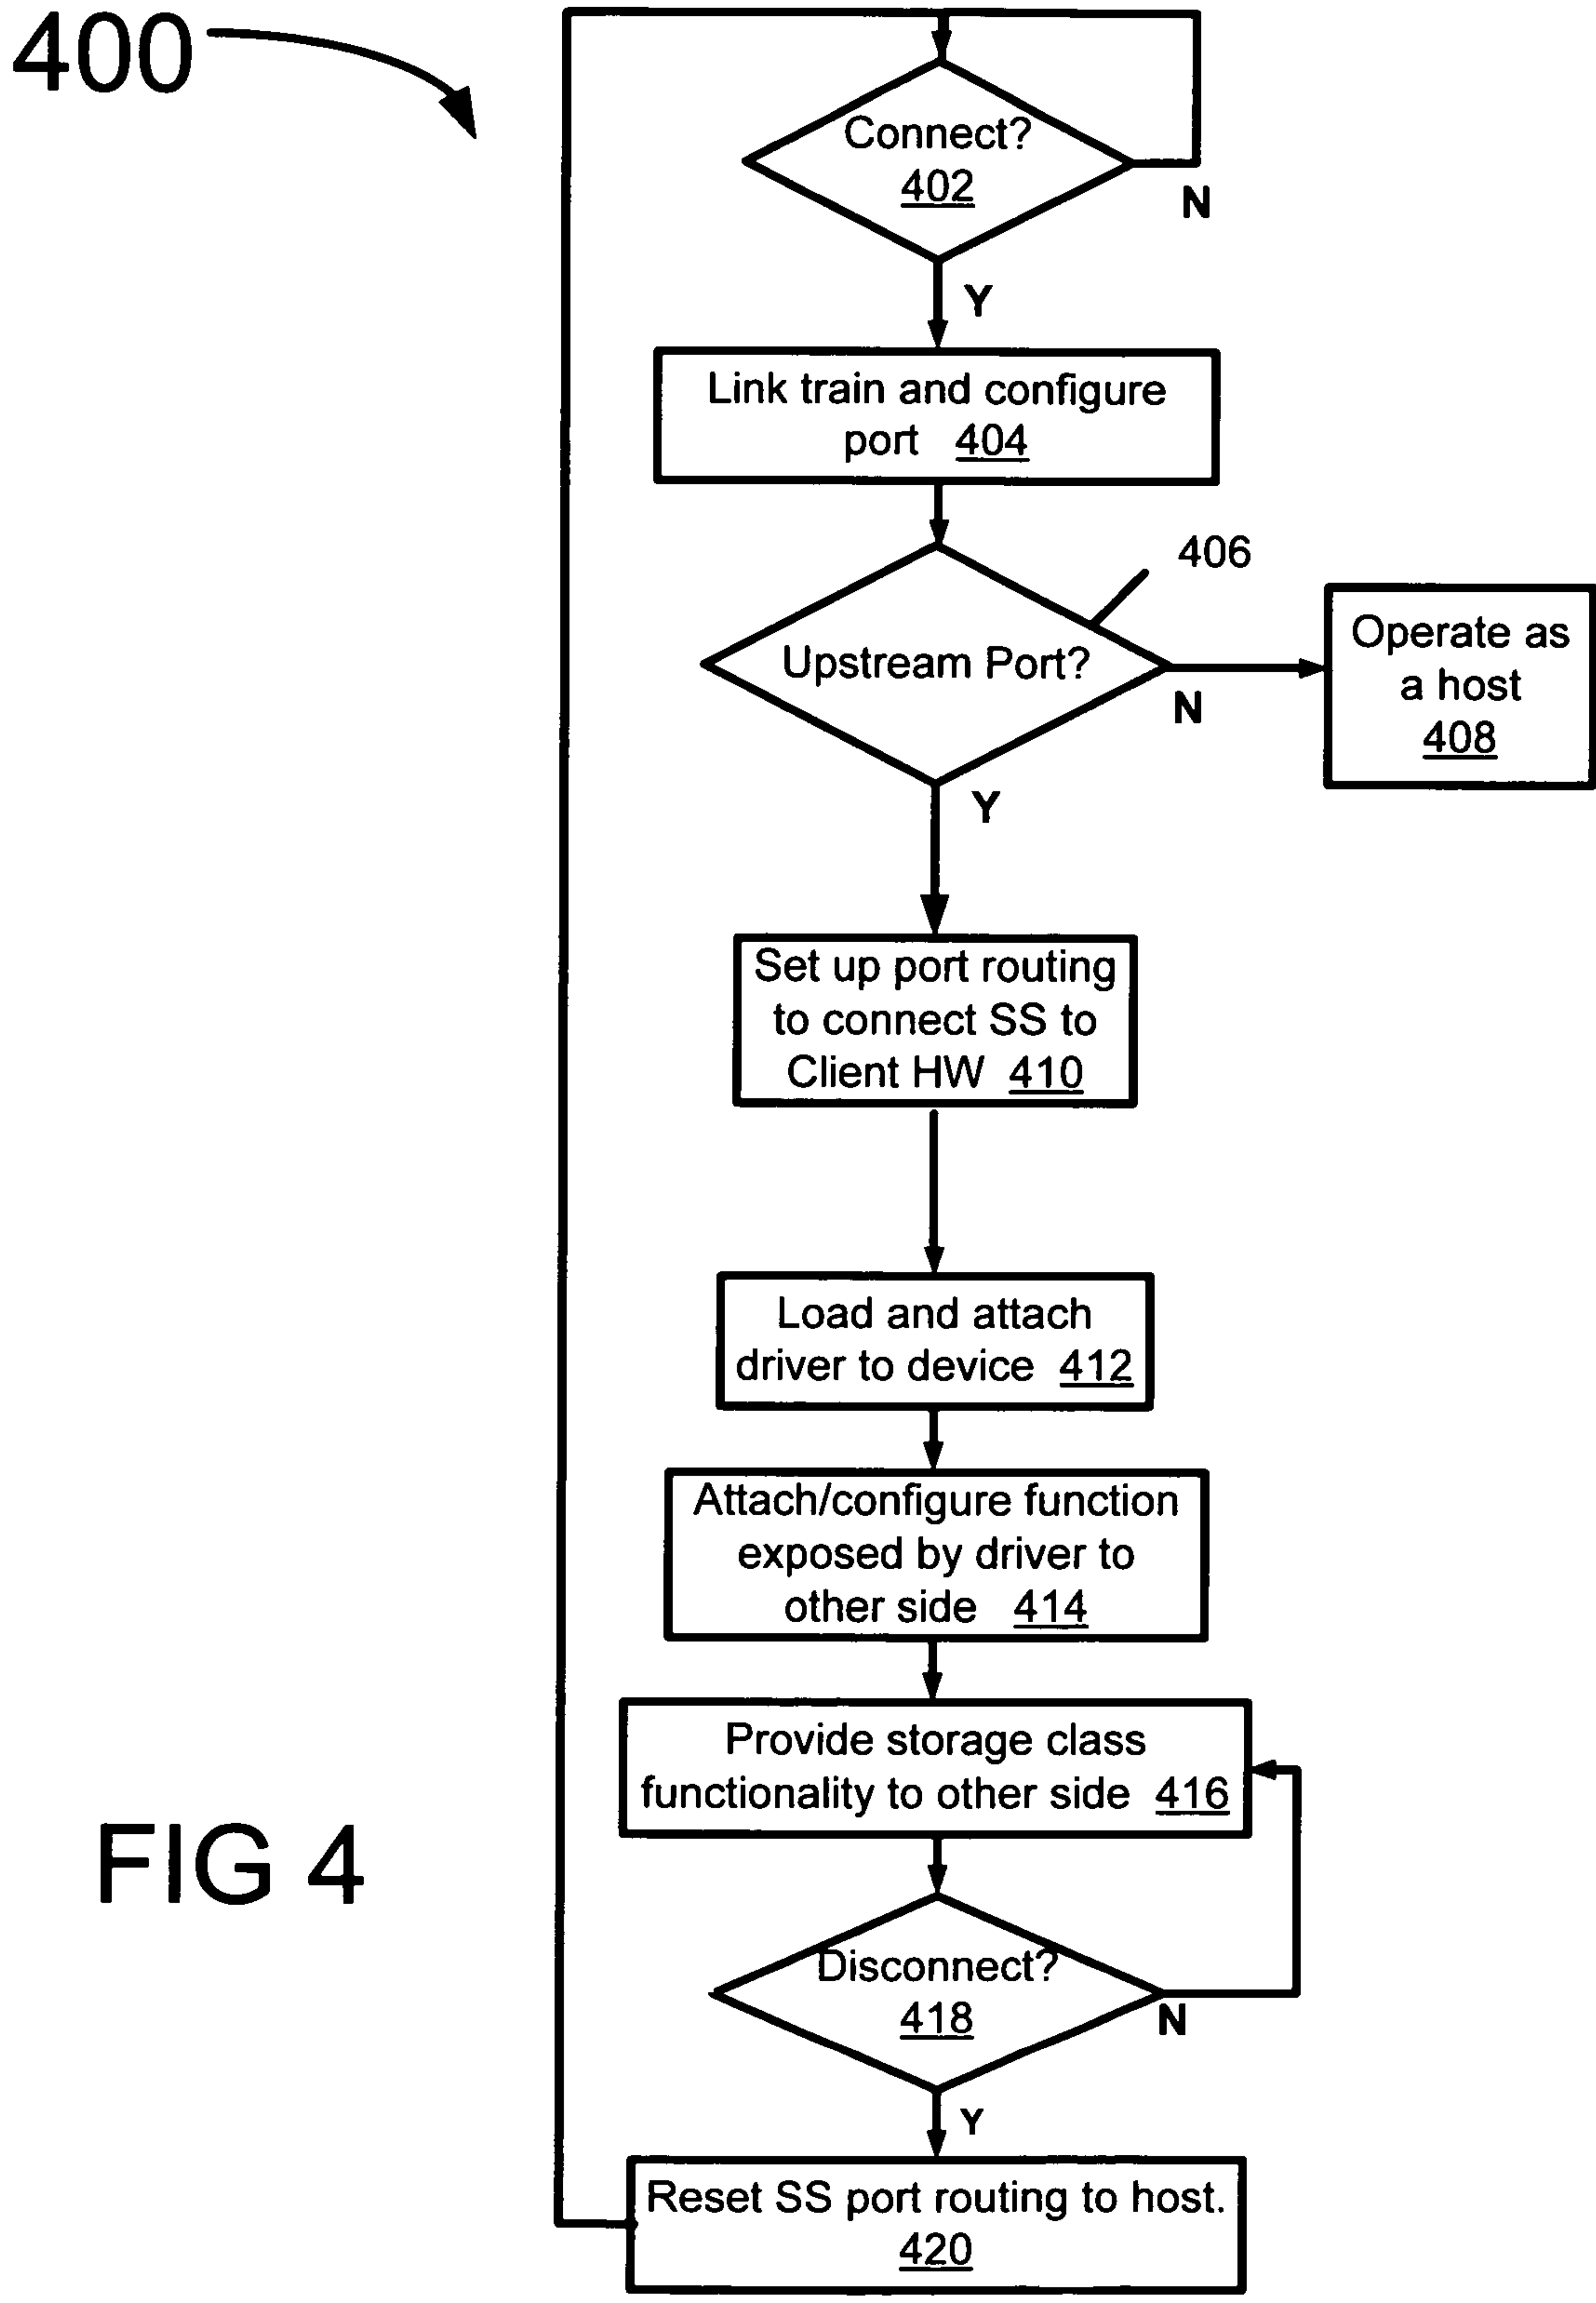 400
Connect?
402
N
Y
Link train and configure
port 404
406
Upstream Port?
N
Operate as
a host
408
Y
Set up port routing
to connect SS to
Client HW 410
Load and attach
driver to device 412
Attach/configure function
exposed by driver to
other side 414
Provide storage class
functionality to other side 416
FIG 4
Disconnect?
418
N
Y
Reset SS port routing to host.
420